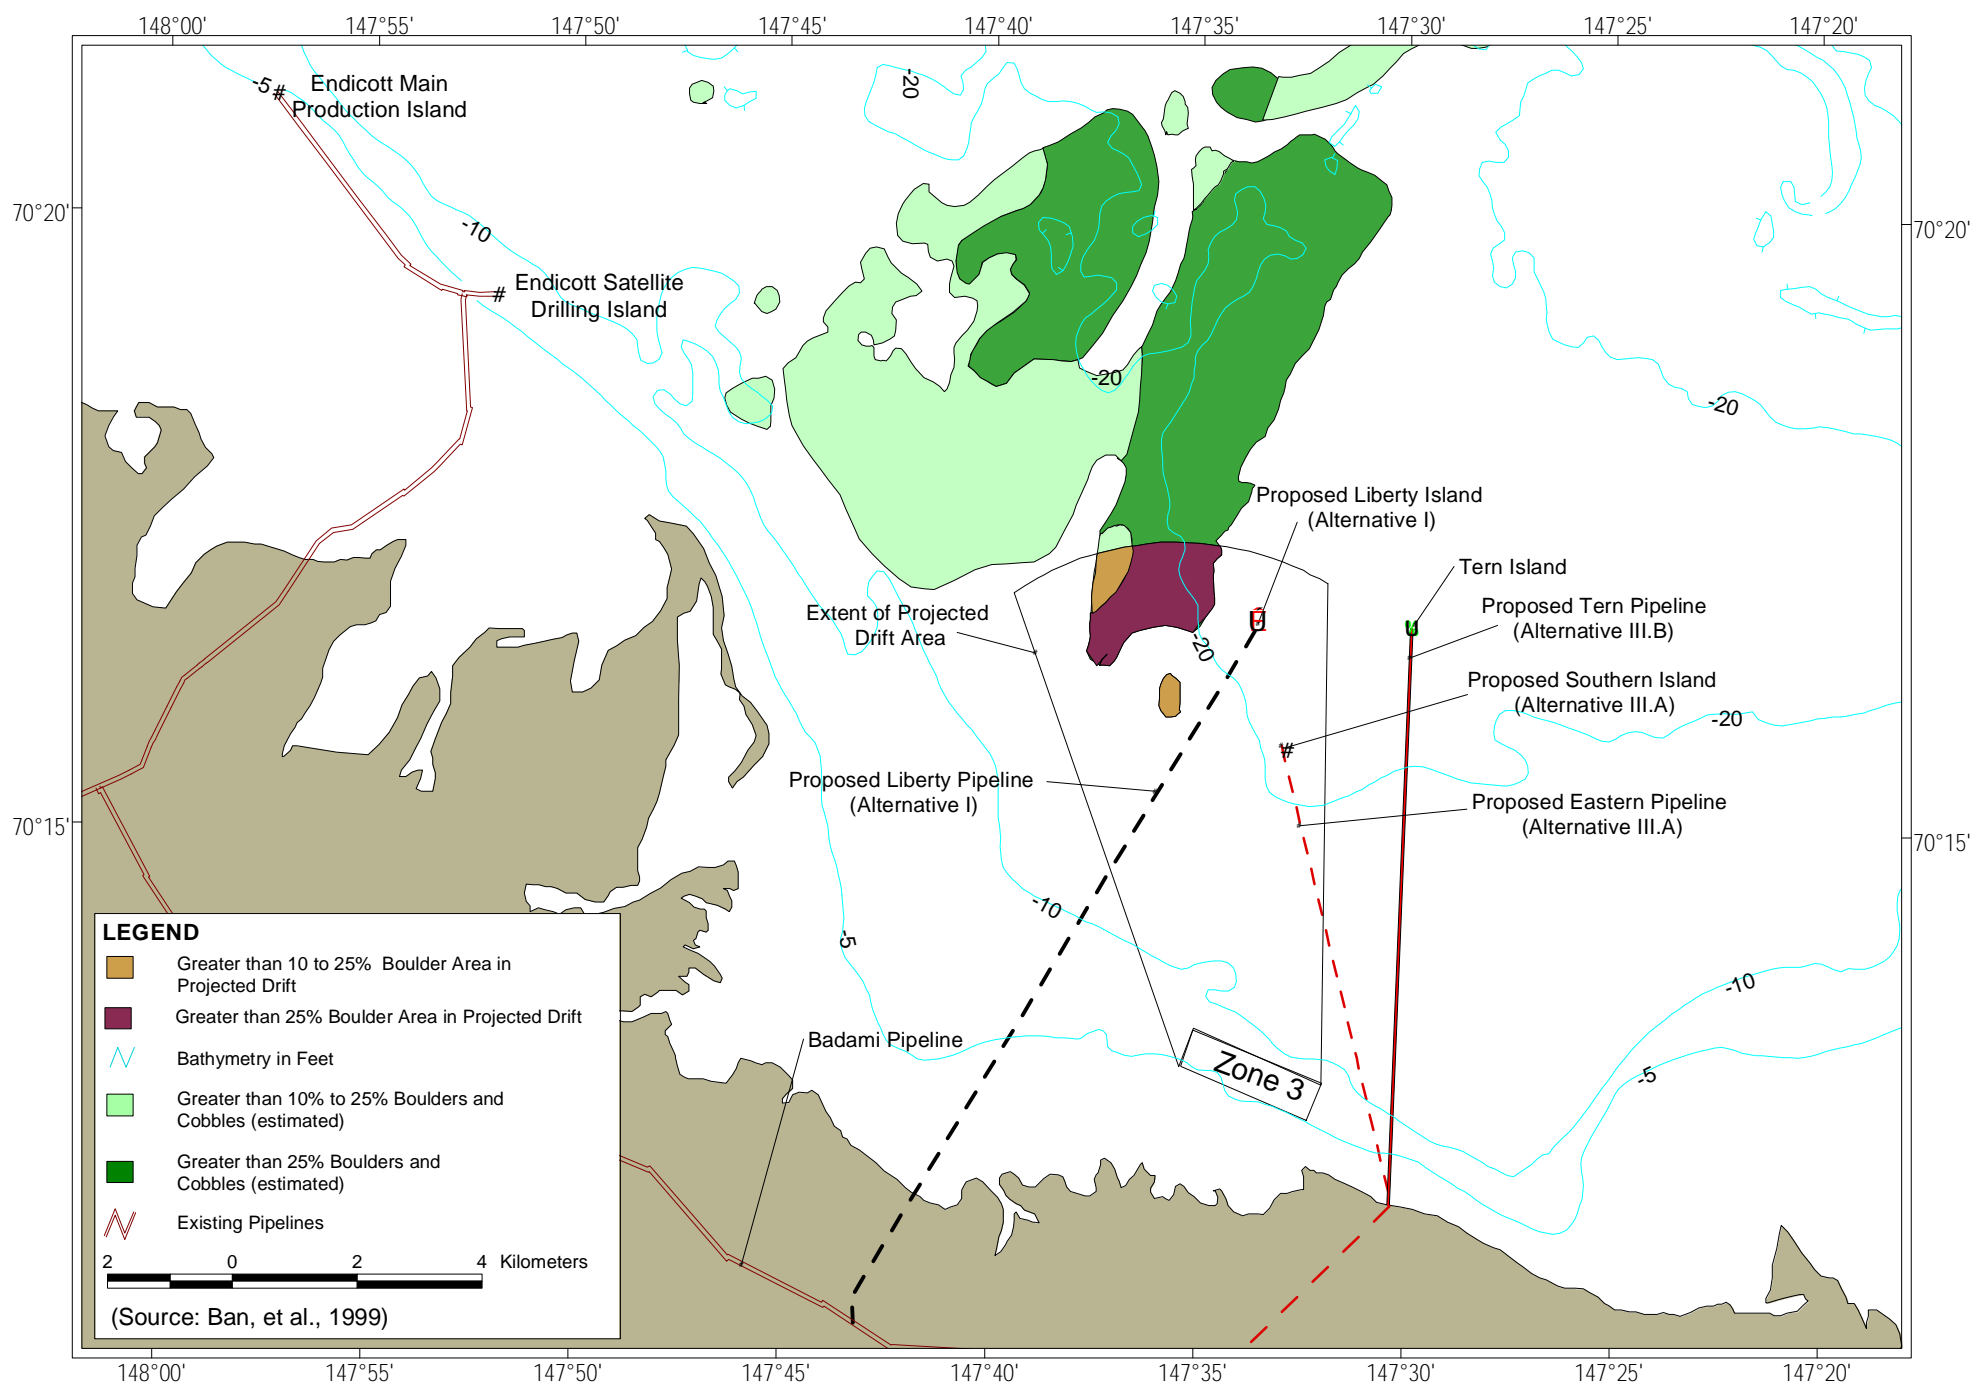 148°00' 147°55' 147°50' 147°45' 147°40' 147°35' 147°30' 147°25' 147°20'
-5
#
Endicott Main
Production Island
-20
70°20'
70°20'
-10
#
Endicott Satellite
Drilling Island
-20
-20
Proposed Liberty Island
(Alternative I)
Tern Island
Extent of Projected
Drift Area
U
U
Proposed Tern Pipeline
(Alternative III.B)
-20
Proposed Southern Island
(Alternative III.A)
-20
#
Proposed Liberty Pipeline
(Alternative I)
Proposed Eastern Pipeline
(Alternative III.A)
70°15'
70°15'
-10
-5
-10
Badami Pipeline
Zone 3
-5
LEGEND
Greater than 10 to 25% Boulder Area in
Projected Drift
Greater than 25% Boulder Area in Projected Drift
Bathymetry in Feet
Greater than 10% to 25% Boulders and
Cobbles (estimated)
Greater than 25% Boulders and
Cobbles (estimated)
Existing Pipelines
2 0 2 4 Kilometers
(Source: Ban, et al., 1999)
148°00' 147°55' 147°50' 147°45' 147°40' 147°35' 147°30' 147°25' 147°20'